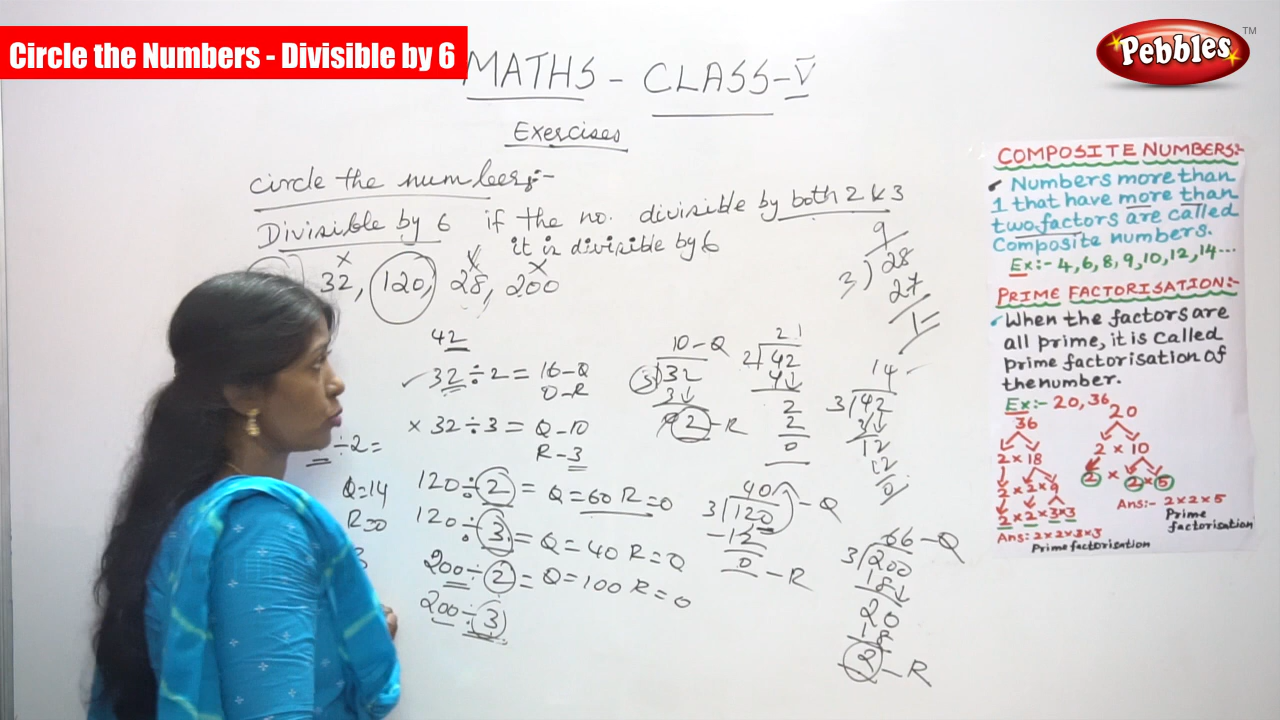 Circle the Numbers - Divisible by 6
Pebbles TM
MATHS - CLASS - V
Exercises
Circle the numbers:-
Divisible by 6 if the no. divisible by both 2 & 3
it is divisible by 6
32, 120, 28, 200
42
32 ÷ 2 = 16 - Q
0 - R
× 32 ÷ 3 = Q - 10
R - 3
÷ 2 =
Q = 14
R = 0
120 ÷ 2 = Q = 60 R = 0
120 ÷ 3 = Q = 40 R = 0
200 ÷ 2 = Q = 100 R = 0
200 ÷ 3
10 - Q
3) 32
3↓
2 - R
21
2) 42
4↓
2
2
0
9
3) 28
27
1
14
3) 42
3↓
12
12
0
40 - Q
3) 120
- 12
0 - R
66 - Q
3) 200
18↓
20
18
2 - R
COMPOSITE NUMBERS:-
Numbers more than
1 that have more than
two factors are called
Composite numbers.
Ex:- 4, 6, 8, 9, 10, 12, 14...
PRIME FACTORISATION:-
When the factors are
all prime, it is called
prime factorisation of
the number.
Ex:- 20, 36
36
2 × 18
2 × 2 × 9
2 × 2 × 3 × 3
Ans: 2 × 2 × 3 × 3
Prime factorisation
20
2 × 10
2 × 2 × 5
Ans:- 2 × 2 × 5
Prime
factorisation